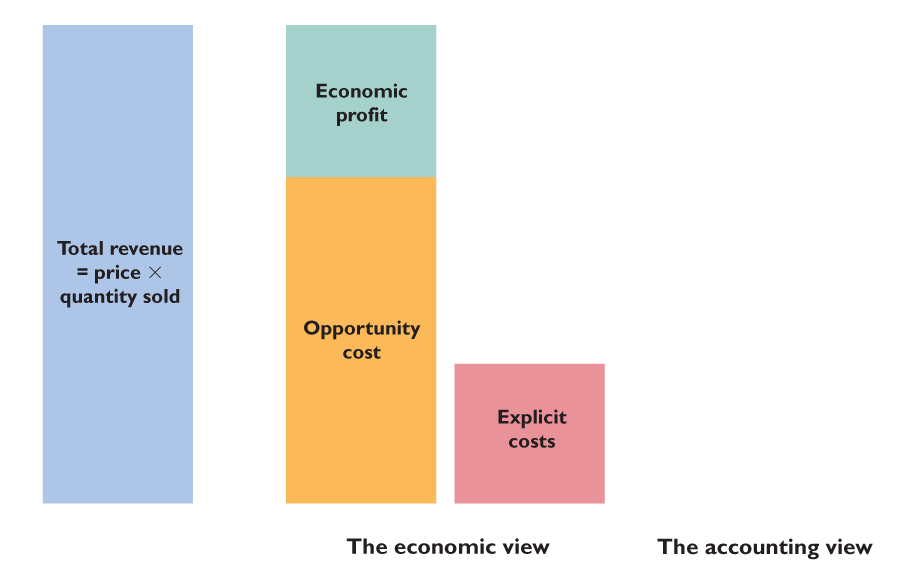 Economic
profit
Total revenue
= price ×
quantity sold
Opportunity
cost
Explicit
costs
The economic view
The accounting view